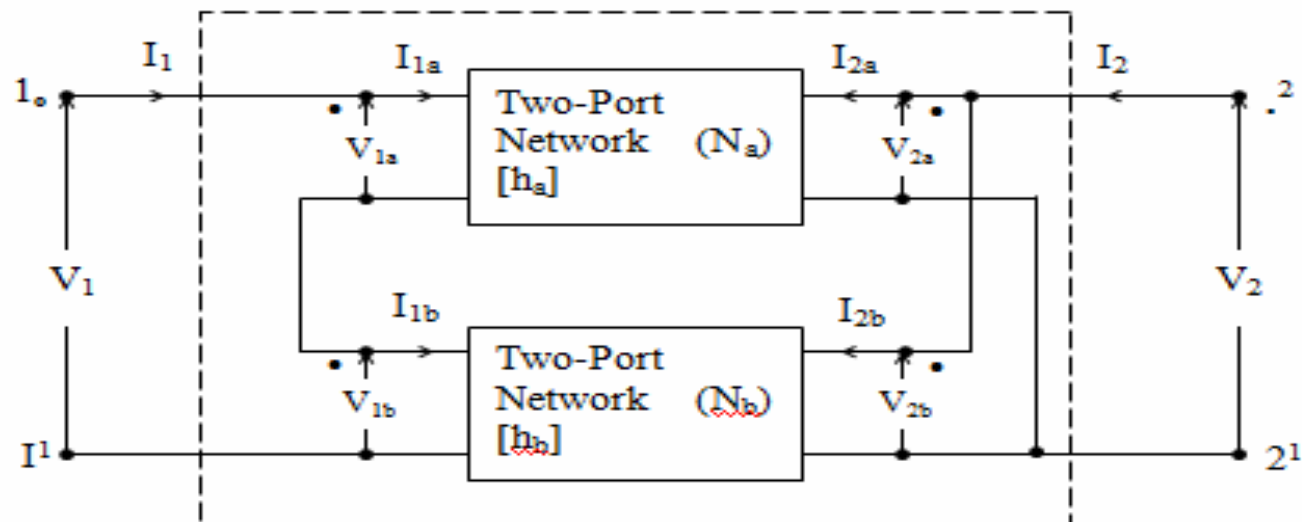 I₁ I₁ₐ I₂ₐ I₂
1ₒ Two-Port .²
Network (Nₐ)
V₁ₐ V₂ₐ
[hₐ]
V₁ V₂
I₁b I₂b
Two-Port
Network (Nb)
V₁b V₂b
[hb]
I¹ 2¹